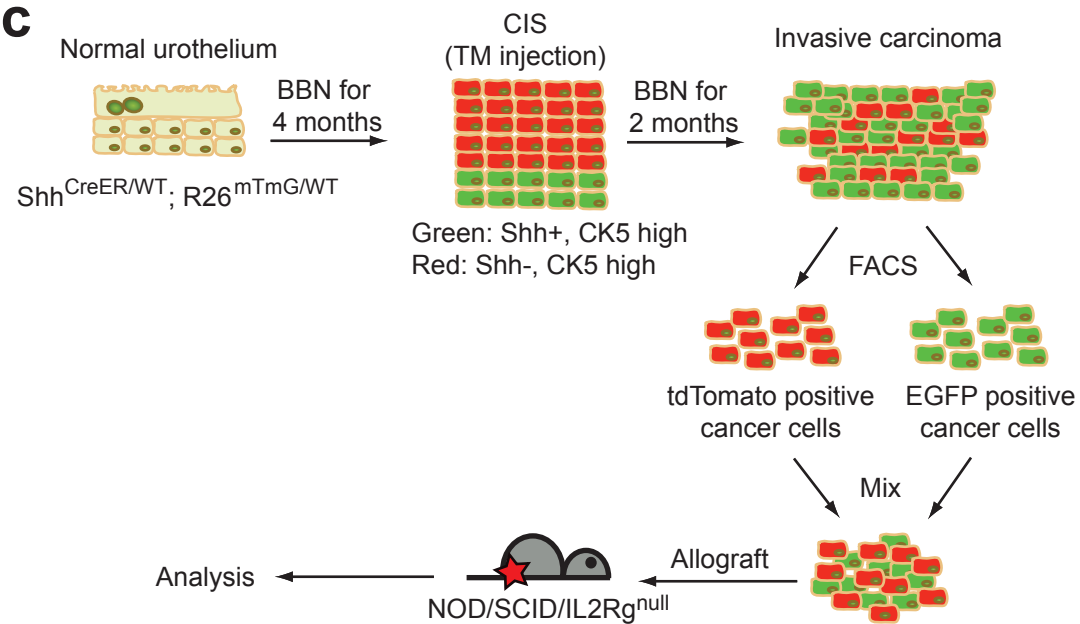 c
Normal urothelium
Shh^CreER/WT; R26^mTmG/WT
BBN for
4 months
CIS
(TM injection)
Green: Shh+, CK5 high
Red: Shh-, CK5 high
BBN for
2 months
Invasive carcinoma
FACS
tdTomato positive
cancer cells
EGFP positive
cancer cells
Mix
Allograft
NOD/SCID/IL2Rg^null
Analysis